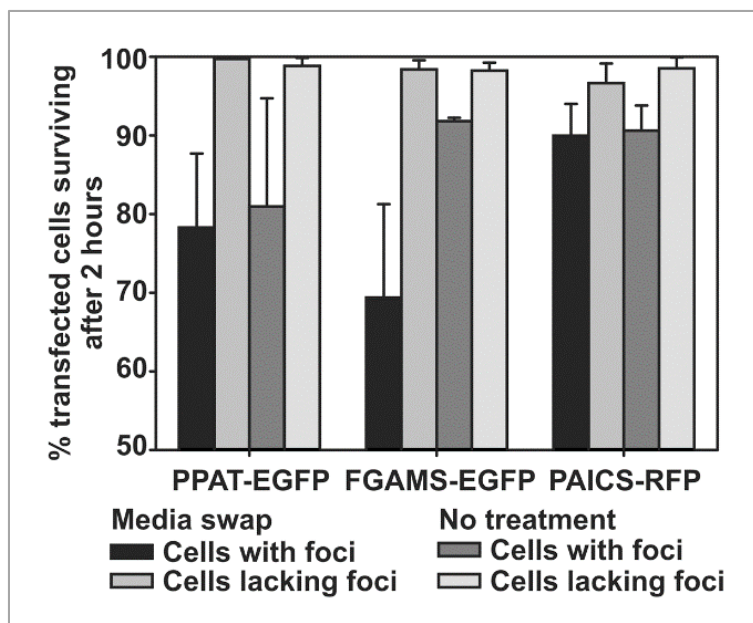 % transfected cells surviving
after 2 hours
100
90
80
70
60
50
PPAT-EGFP FGAMS-EGFP PAICS-RFP
Media swap No treatment
Cells with foci Cells with foci
Cells lacking foci Cells lacking foci